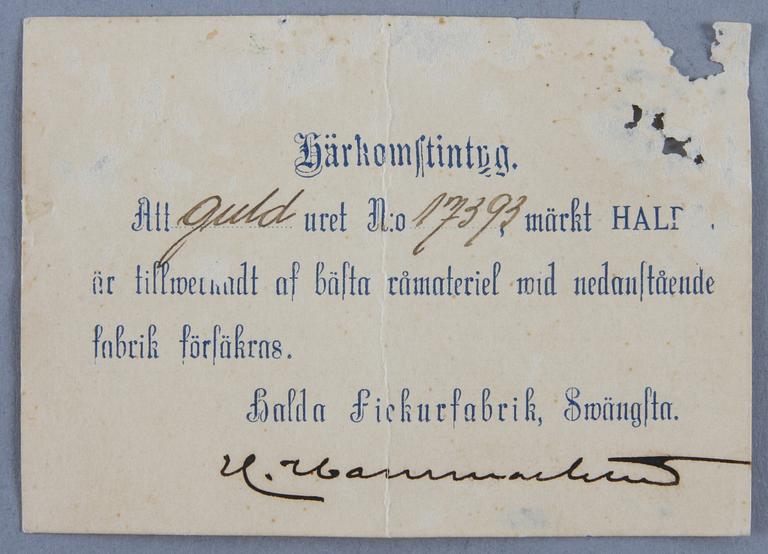 Härkomstintyg.
Att guld uret N:o 17393, märkt HALD .
är tillwerkadt af bästa råmateriel wid nedanstående
fabrik försäkras.
Halda Fickurfabrik, Swängsta.
H. Hammarlund